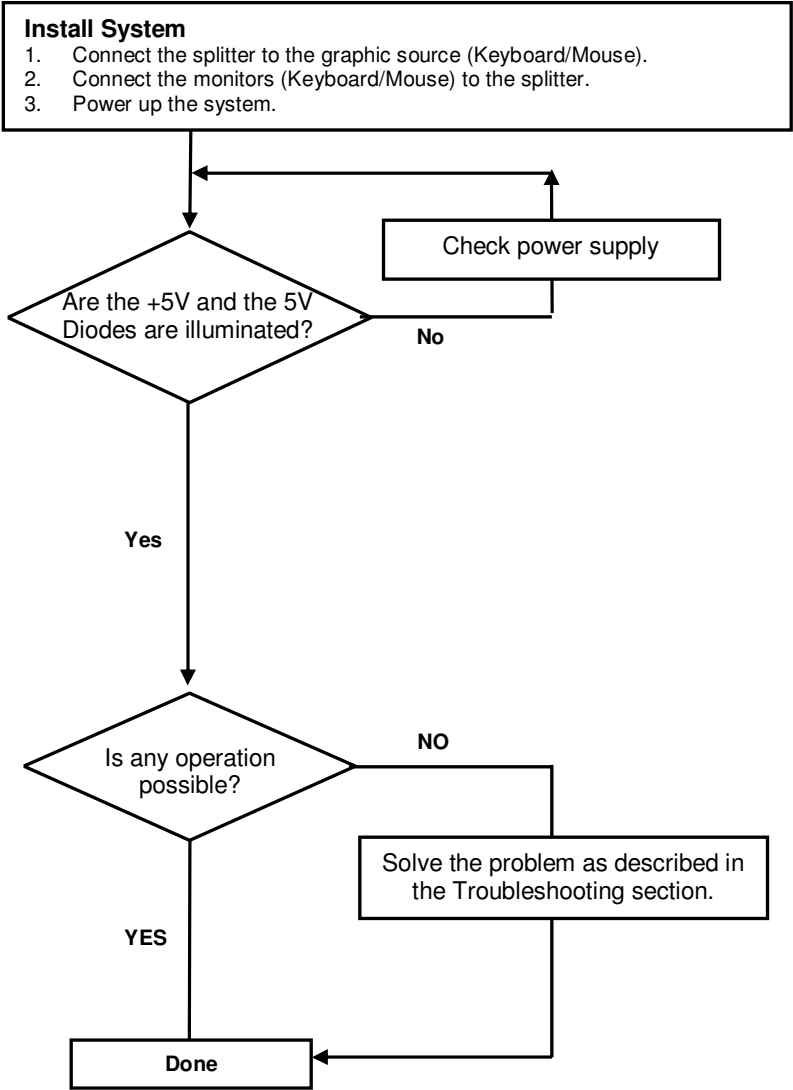 Install System
1. Connect the splitter to the graphic source (Keyboard/Mouse).
2. Connect the monitors (Keyboard/Mouse) to the splitter.
3. Power up the system.
Check power supply
Are the +5V and the 5V
Diodes are illuminated?
No
Yes
Is any operation
possible?
NO
Solve the problem as described in
the Troubleshooting section.
YES
Done